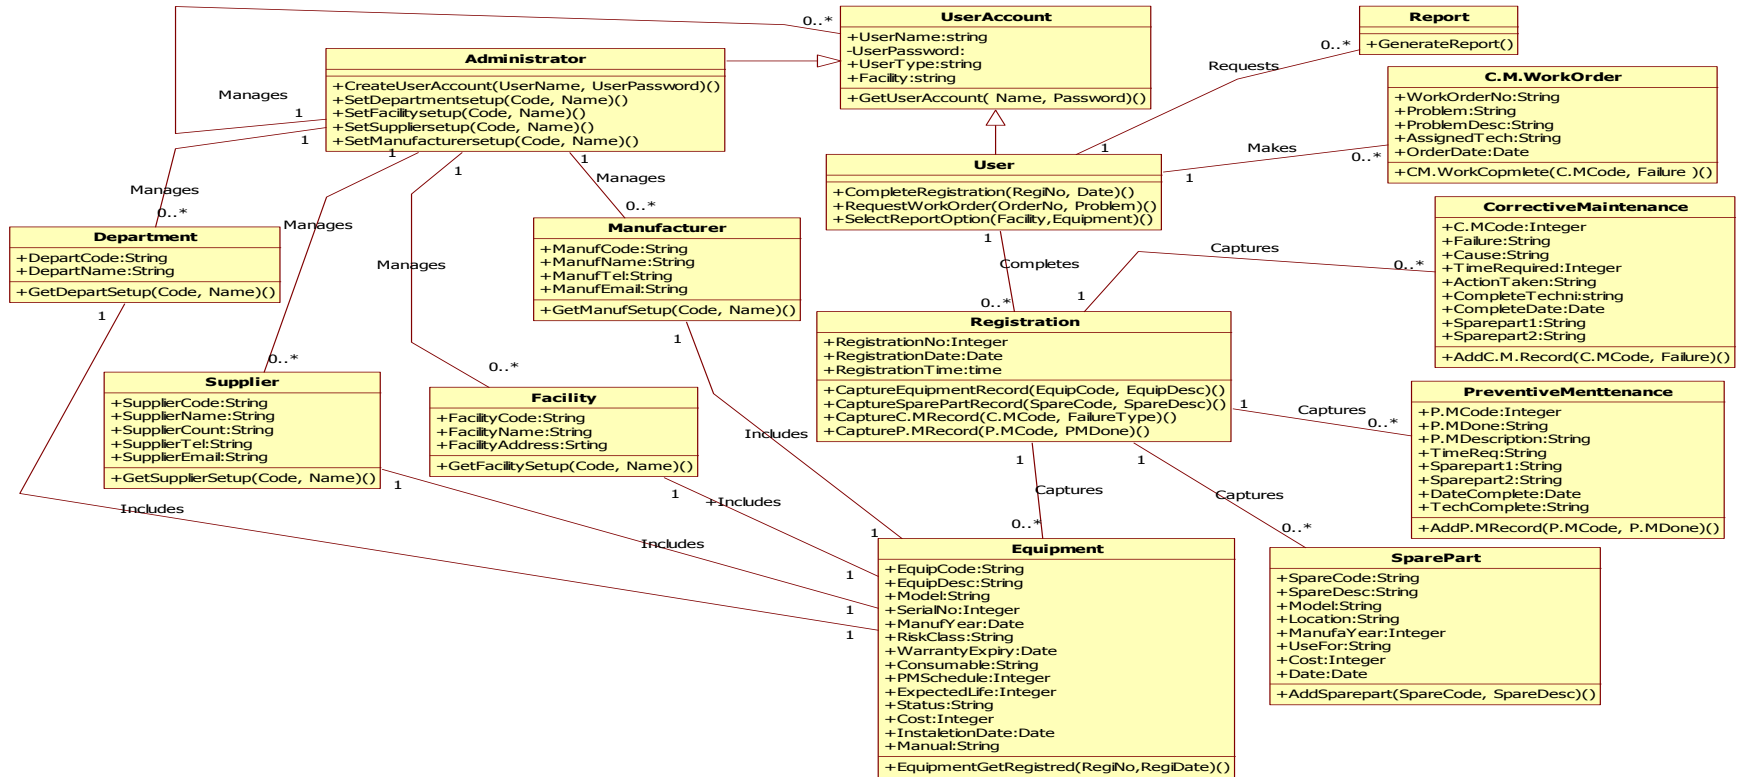 UserAccount
+UserName:string
-UserPassword:
+UserType:string
+Facility:string
+GetUserAccount( Name, Password)()
Report
+GenerateReport()
Administrator
+CreateUserAccount(UserName, UserPassword)()
+SetDepartmentsetup(Code, Name)()
+SetFacilitysetup(Code, Name)()
+SetSuppliersetup(Code, Name)()
+SetManufacturersetup(Code, Name)()
C.M.WorkOrder
+WorkOrderNo:String
+Problem:String
+ProblemDesc:String
+AssignedTech:String
+OrderDate:Date
+CM.WorkCopmlete(C.MCode, Failure )()
User
+CompleteRegistration(RegiNo, Date)()
+RequestWorkOrder(OrderNo, Problem)()
+SelectReportOption(Facility,Equipment)()
Manages
1
0..*
Requests
1
0..*
Makes
1
0..*
Manages
1
0..*
Manages
1
0..*
Manages
1
0..*
Manages
1
0..*
Department
+DepartCode:String
+DepartName:String
+GetDepartSetup(Code, Name)()
Manufacturer
+ManufCode:String
+ManufName:String
+ManufTel:String
+ManufEmail:String
+GetManufSetup(Code, Name)()
CorrectiveMaintenance
+C.MCode:Integer
+Failure:String
+Cause:String
+TimeRequired:Integer
+ActionTaken:String
+CompleteTechni:string
+CompleteDate:Date
+Sparepart1:String
+Sparepart2:String
+AddC.M.Record(C.MCode, Failure)()
Completes
1
0..*
Captures
1
0..*
Registration
+RegistrationNo:Integer
+RegistrationDate:Date
+RegistrationTime:time
+CaptureEquipmentRecord(EquipCode, EquipDesc)()
+CaptureSparePartRecord(SpareCode, SpareDesc)()
+CaptureC.MRecord(C.MCode, FailureType)()
+CaptureP.MRecord(P.MCode, PMDone)()
Supplier
+SupplierCode:String
+SupplierName:String
+SupplierCount:String
+SupplierTel:String
+SupplierEmail:String
+GetSupplierSetup(Code, Name)()
Facility
+FacilityCode:String
+FacilityName:String
+FacilityAddress:Srting
+GetFacilitySetup(Code, Name)()
PreventiveMenttenance
+P.MCode:Integer
+P.MDone:String
+P.MDescription:String
+TimeReq:String
+Sparepart1:String
+Sparepart2:String
+DateComplete:Date
+TechComplete:String
+AddP.MRecord(P.MCode, P.MDone)()
Captures
1
0..*
Captures
1
0..*
Captures
1
0..*
Includes
1
1
+Includes
1
1
Includes
1
1
Includes
1
1
Equipment
+EquipCode:String
+EquipDesc:String
+Model:String
+SerialNo:Integer
+ManufYear:Date
+RiskClass:String
+WarrantyExpiry:Date
+Consumable:String
+PMSchedule:Integer
+ExpectedLife:Integer
+Status:String
+Cost:Integer
+InstaletionDate:Date
+Manual:String
+EquipmentGetRegistred(RegiNo,RegiDate)()
SparePart
+SpareCode:String
+SpareDesc:String
+Model:String
+Location:String
+ManufaYear:Integer
+UseFor:String
+Cost:Integer
+Date:Date
+AddSparepart(SpareCode, SpareDesc)()